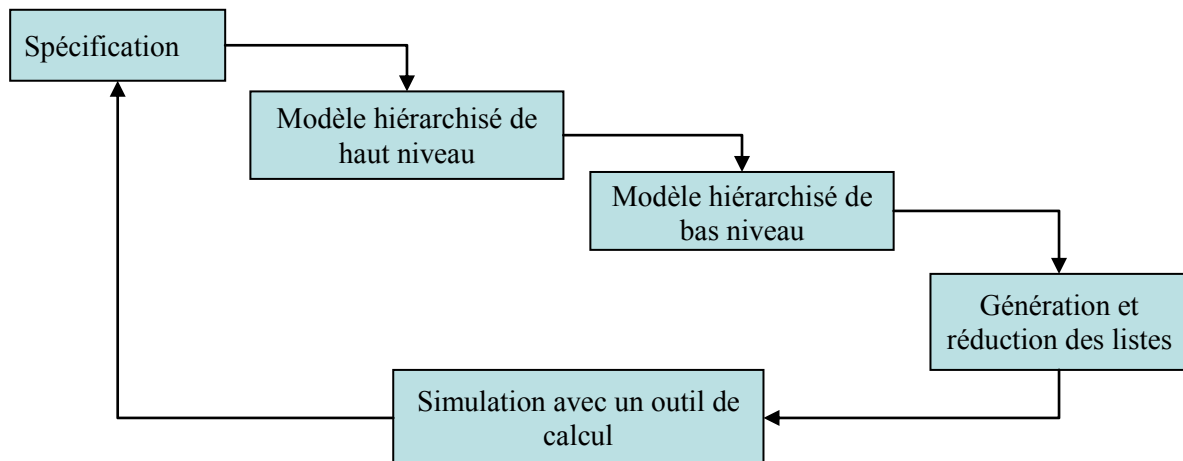 Spécification
Modèle hiérarchisé de
haut niveau
Modèle hiérarchisé de
bas niveau
Génération et
réduction des listes
Simulation avec un outil de
calcul